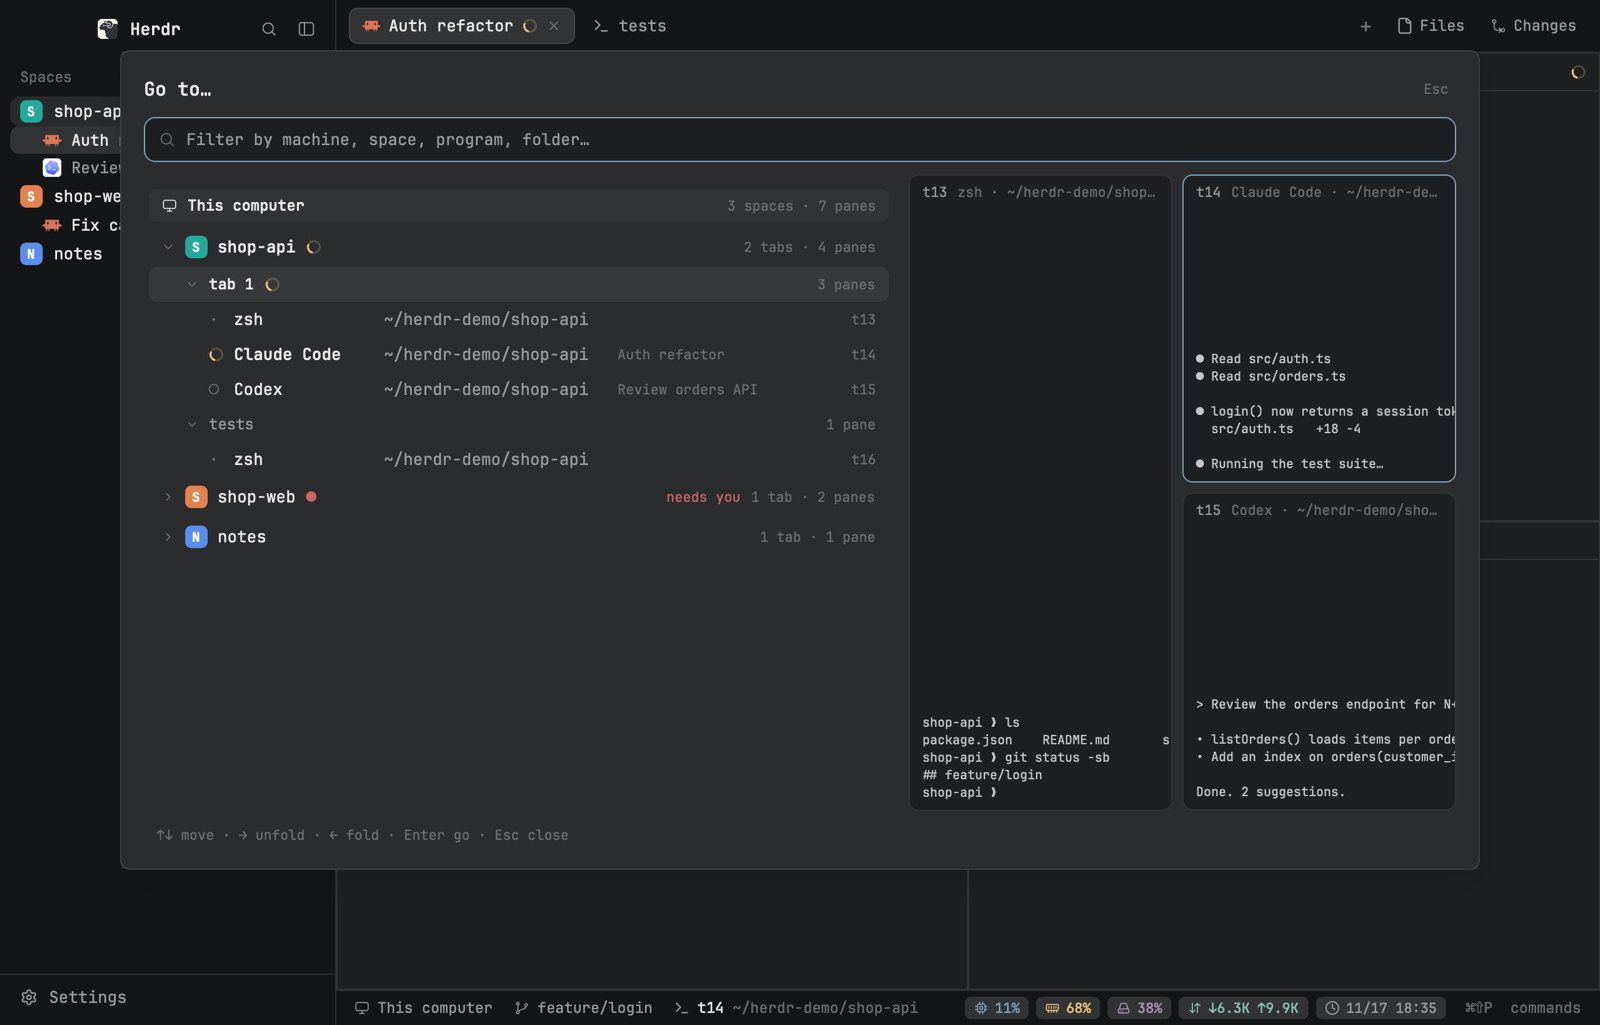 Herdr
Auth refactor
tests
Files
Changes
Spaces
S shop-ap
Auth
Review
S shop-we
Fix ca
N notes
Go to…
Esc
Filter by machine, space, program, folder…
This computer 3 spaces · 7 panes
S shop-api 2 tabs · 4 panes
tab 1 3 panes
zsh ~/herdr-demo/shop-api t13
Claude Code ~/herdr-demo/shop-api Auth refactor t14
Codex ~/herdr-demo/shop-api Review orders API t15
tests 1 pane
zsh ~/herdr-demo/shop-api t16
S shop-web needs you 1 tab · 2 panes
N notes 1 tab · 1 pane
t13 zsh · ~/herdr-demo/shop…
shop-api ❯ ls
package.json README.md s
shop-api ❯ git status -sb
## feature/login
shop-api ❯
t14 Claude Code · ~/herdr-de…
● Read src/auth.ts
● Read src/orders.ts
● login() now returns a session tok
src/auth.ts +18 -4
● Running the test suite…
t15 Codex · ~/herdr-demo/sho…
> Review the orders endpoint for N+
• listOrders() loads items per orde
• Add an index on orders(customer_i
Done. 2 suggestions.
↑↓ move · → unfold · ← fold · Enter go · Esc close
Settings
This computer feature/login t14 ~/herdr-demo/shop-api 11% 68% 38% ↓6.3K ↑9.9K 11/17 18:35 ⌘⇧P commands